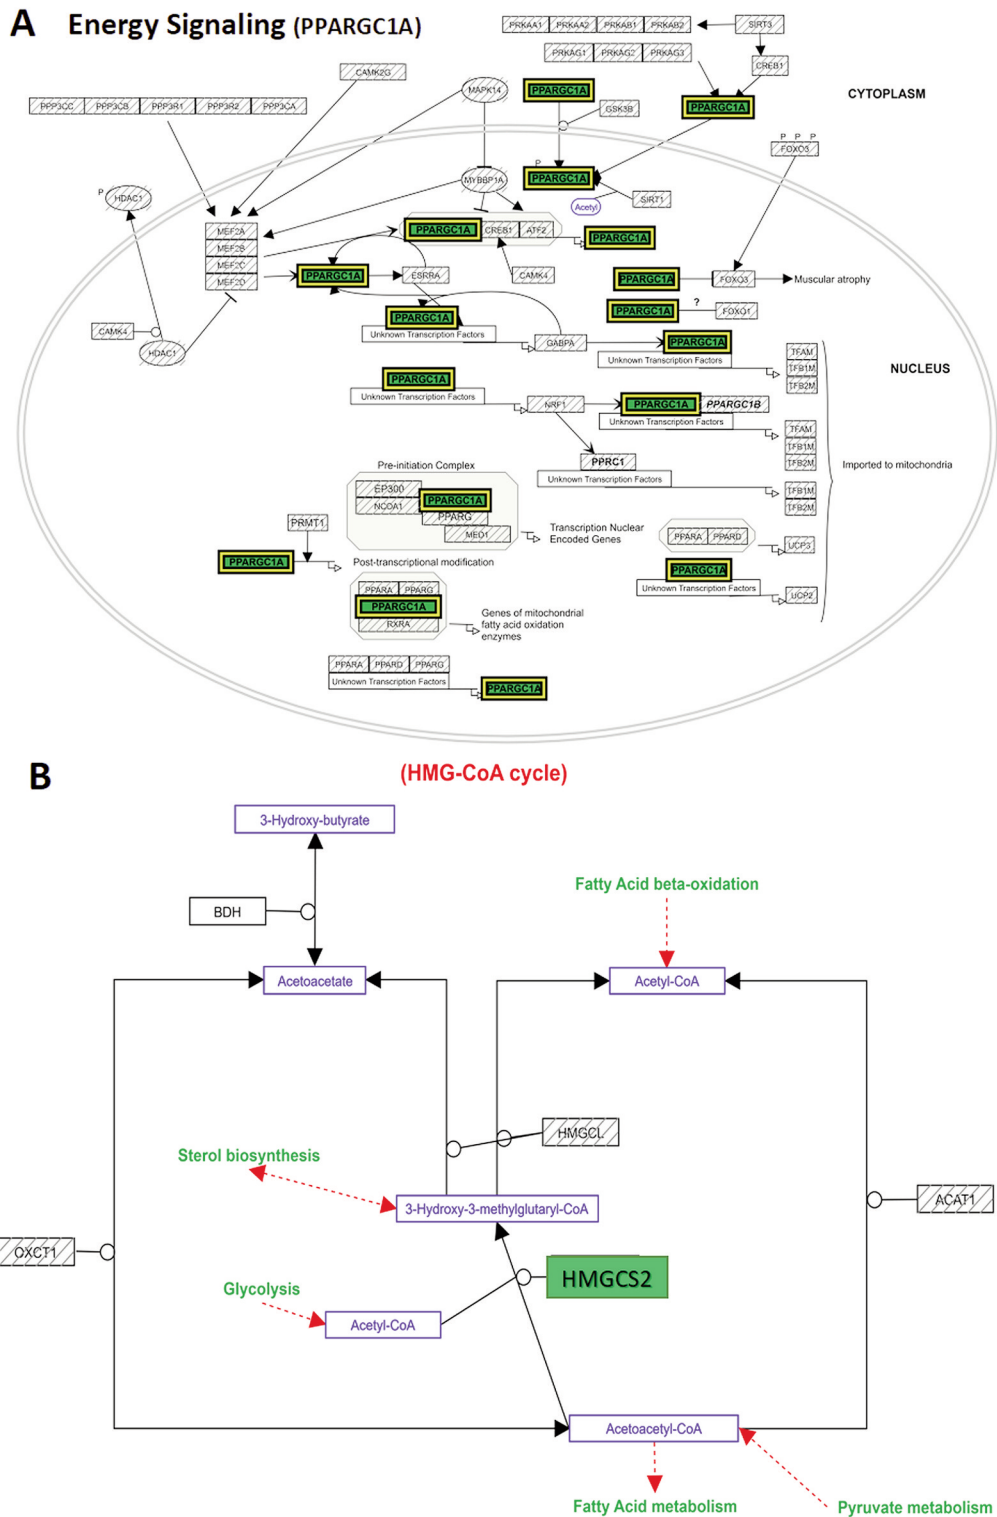 A Energy Signaling (PPARGC1A)
PRKAA1 PRKAA2 PRKAB1 PRKAB2 SIRT3
PRKAG1 PRKAG2 PRKAG3 CREB1
CAMK2G
MAPK14 PPARGC1A GSK3B PPARGC1A CYTOPLASM
PPP3CC PPP3CB PPP3R1 PPP3R2 PPP3CA
P P P
FOXO3
P
MYBBP1A PPARGC1A
P HDAC1 Acetyl SIRT1
MEF2A PPARGC1A CREB1 ATF2 PPARGC1A
MEF2B
MEF2C PPARGC1A ESRRA CAMK4 PPARGC1A FOXO3 Muscular atrophy
MEF2D
? PPARGC1A FOXO1
PPARGC1A
CAMK4 Unknown Transcription Factors GABPA PPARGC1A
HDAC1 Unknown Transcription Factors TFAM
NUCLEUS
TFB1M
PPARGC1A TFB2M
Unknown Transcription Factors NRF1 PPARGC1A PPARGC1B
Unknown Transcription Factors TFAM
TFB1M
PPRC1 TFB2M Imported to mitochondria
Pre-initiation Complex Unknown Transcription Factors
EP300 TFB1M
NCOA1 PPARGC1A TFB2M
PPARG
MED1 Transcription Nuclear
Encoded Genes
PRMT1 PPARA PPARD UCP3
PPARGC1A Post-transcriptional modification PPARGC1A
Unknown Transcription Factors UCP2
PPARA PPARG
PPARGC1A
RXRA Genes of mitochondrial
fatty acid oxidation
enzymes
PPARA PPARD PPARG
Unknown Transcription Factors PPARGC1A
B (HMG-CoA cycle)
3-Hydroxy-butyrate
Fatty Acid beta-oxidation
BDH
Acetoacetate Acetyl-CoA
HMGCL
Sterol biosynthesis
3-Hydroxy-3-methylglutaryl-CoA ACAT1
OXCT1
HMGCS2
Glycolysis
Acetyl-CoA
Acetoacetyl-CoA
Fatty Acid metabolism Pyruvate metabolism